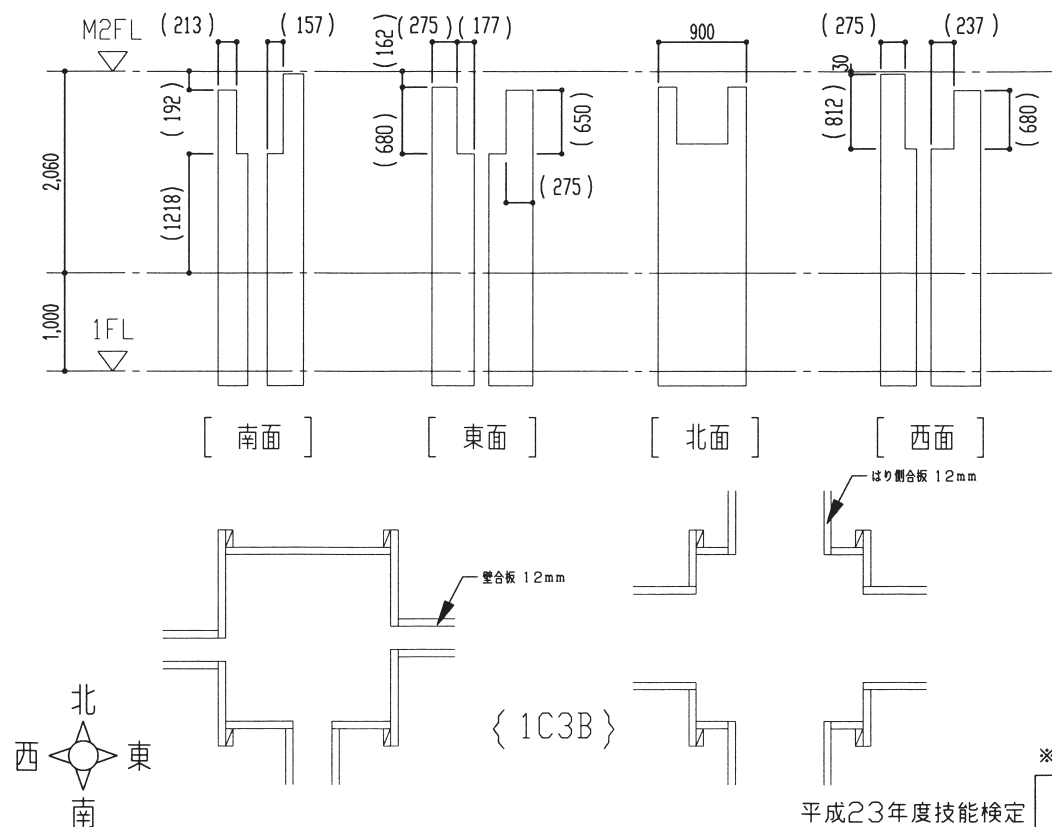 M2FL
2,060
1,000
1FL
(213)
(157)
(192)
(1218)
[南面]
(162)
(275)
(177)
(680)
(650)
(275)
[東面]
900
[北面]
(275)
30
(237)
(812)
(680)
[西面]
はり側合板 12mm
壁合板 12mm
{1C3B}
北
西
東
南
※
平成23年度技能検定